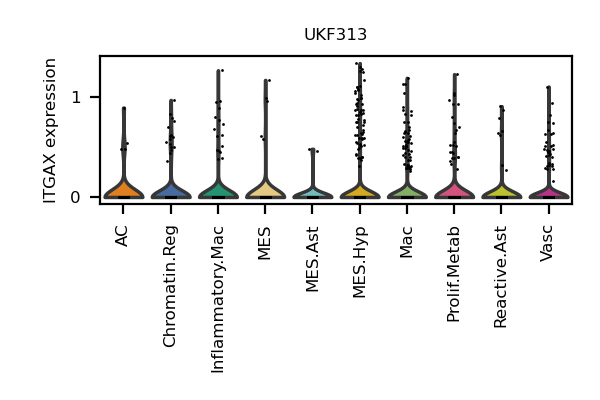 UKF313
ITGAX expression
1
0
AC
Chromatin.Reg
Inflammatory.Mac
MES
MES.Ast
MES.Hyp
Mac
Prolif.Metab
Reactive.Ast
Vasc